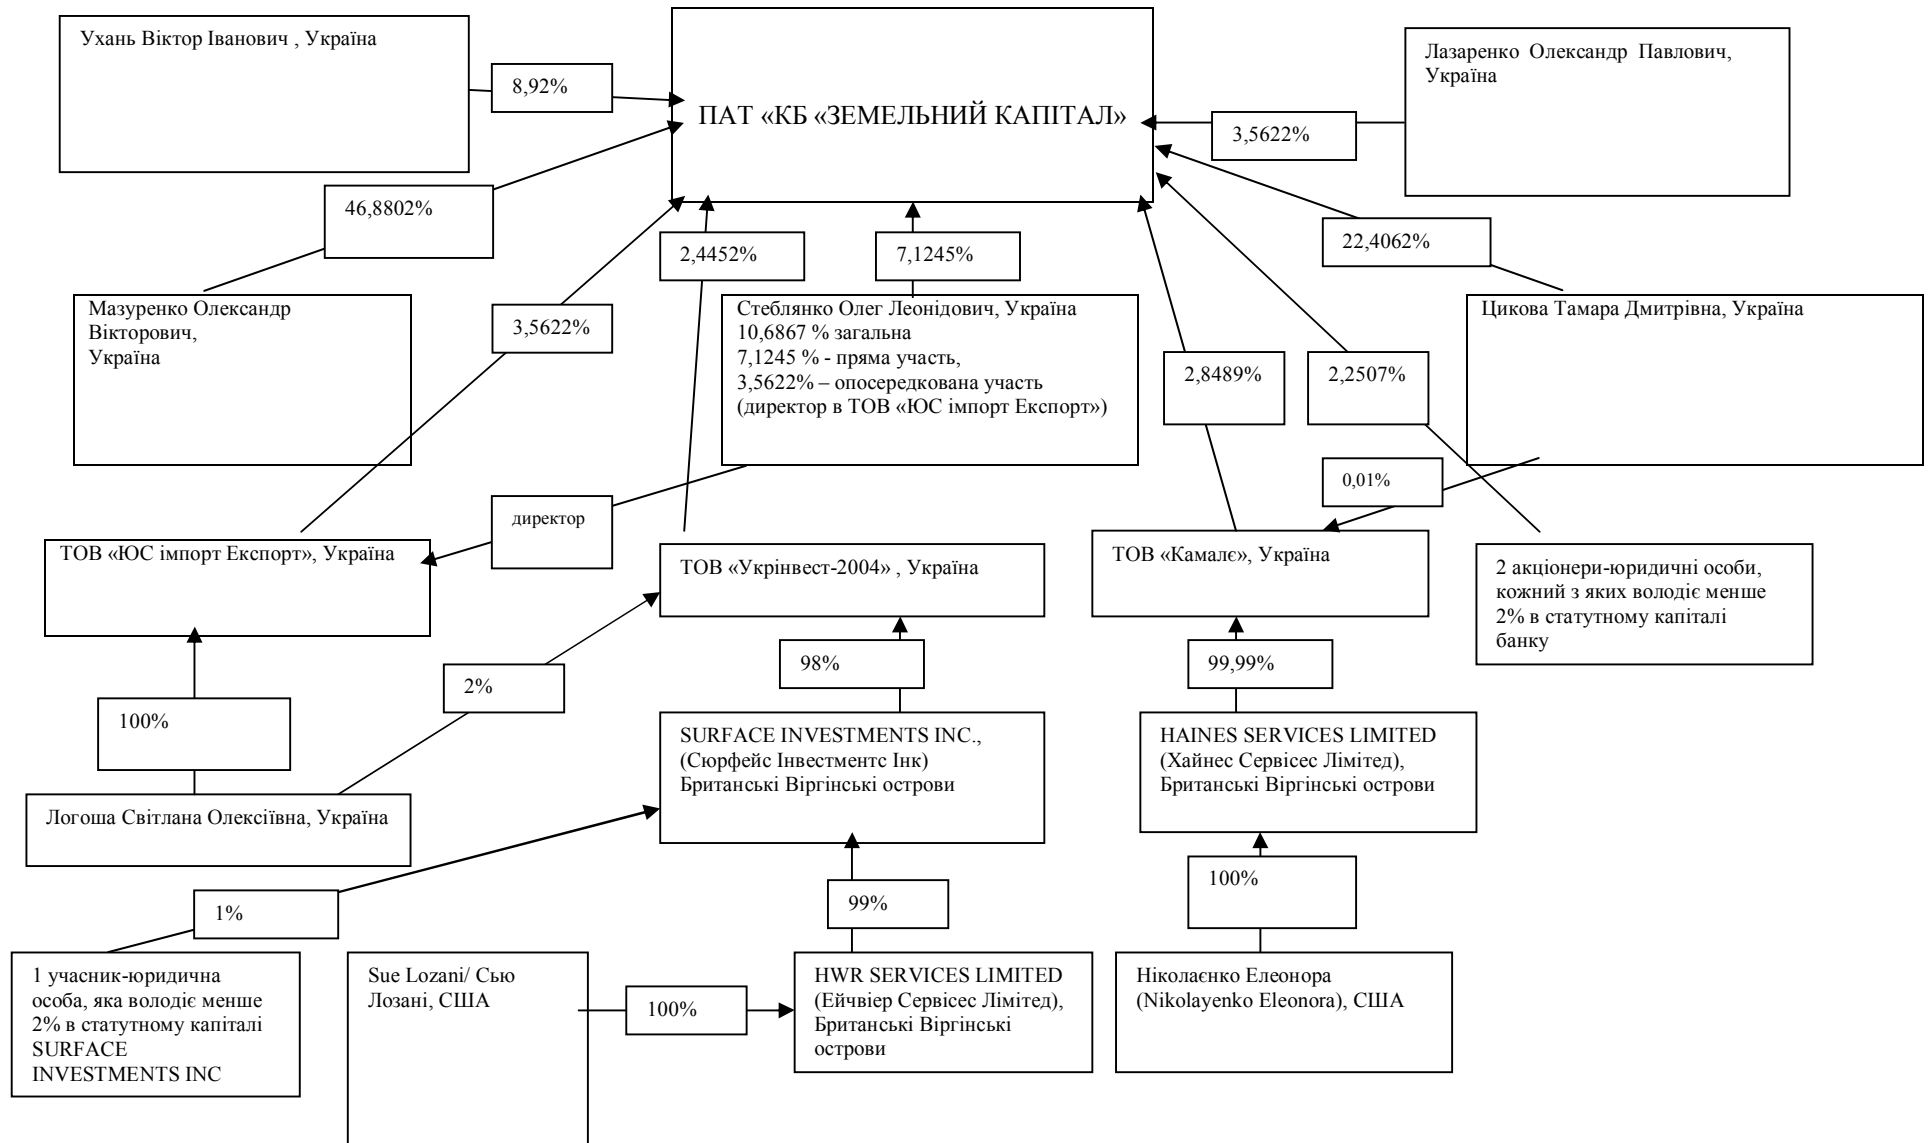 Ухань Віктор Іванович , Україна
8,92%
ПАТ «КБ «ЗЕМЕЛЬНИЙ КАПІТАЛ»
Лазаренко Олександр Павлович,
Україна
3,5622%
46,8802%
2,4452%
7,1245%
22,4062%
Мазуренко Олександр
Вікторович,
Україна
3,5622%
Стеблянко Олег Леонідович, Україна
10,6867 % загальна
7,1245 % - пряма участь,
3,5622% – опосередкована участь
(директор в ТОВ «ЮС імпорт Експорт»)
2,8489%
2,2507%
Цикова Тамара Дмитрівна, Україна
0,01%
директор
ТОВ «ЮС імпорт Експорт», Україна
ТОВ «Укрінвест-2004» , Україна
ТОВ «Камалє», Україна
2 акціонери-юридичні особи,
кожний з яких володіє менше
2% в статутному капіталі
банку
98%
99,99%
2%
100%
SURFACE INVESTMENTS INC.,
(Сюрфейс Інвестментс Інк)
Британські Віргінські острови
HAINES SERVICES LIMITED
(Хайнес Сервісес Лімітед),
Британські Віргінські острови
Логоша Світлана Олексіївна, Україна
1%
99%
100%
1 учасник-юридична
особа, яка володіє менше
2% в статутному капіталі
SURFACE
INVESTMENTS INC
Sue Lozani/ Сью
Лозані, США
100%
HWR SERVICES LIMITED
(Ейчвіер Сервісес Лімітед),
Британські Віргінські
острови
Ніколаєнко Елеонора
(Nikolayenko Eleonora), США